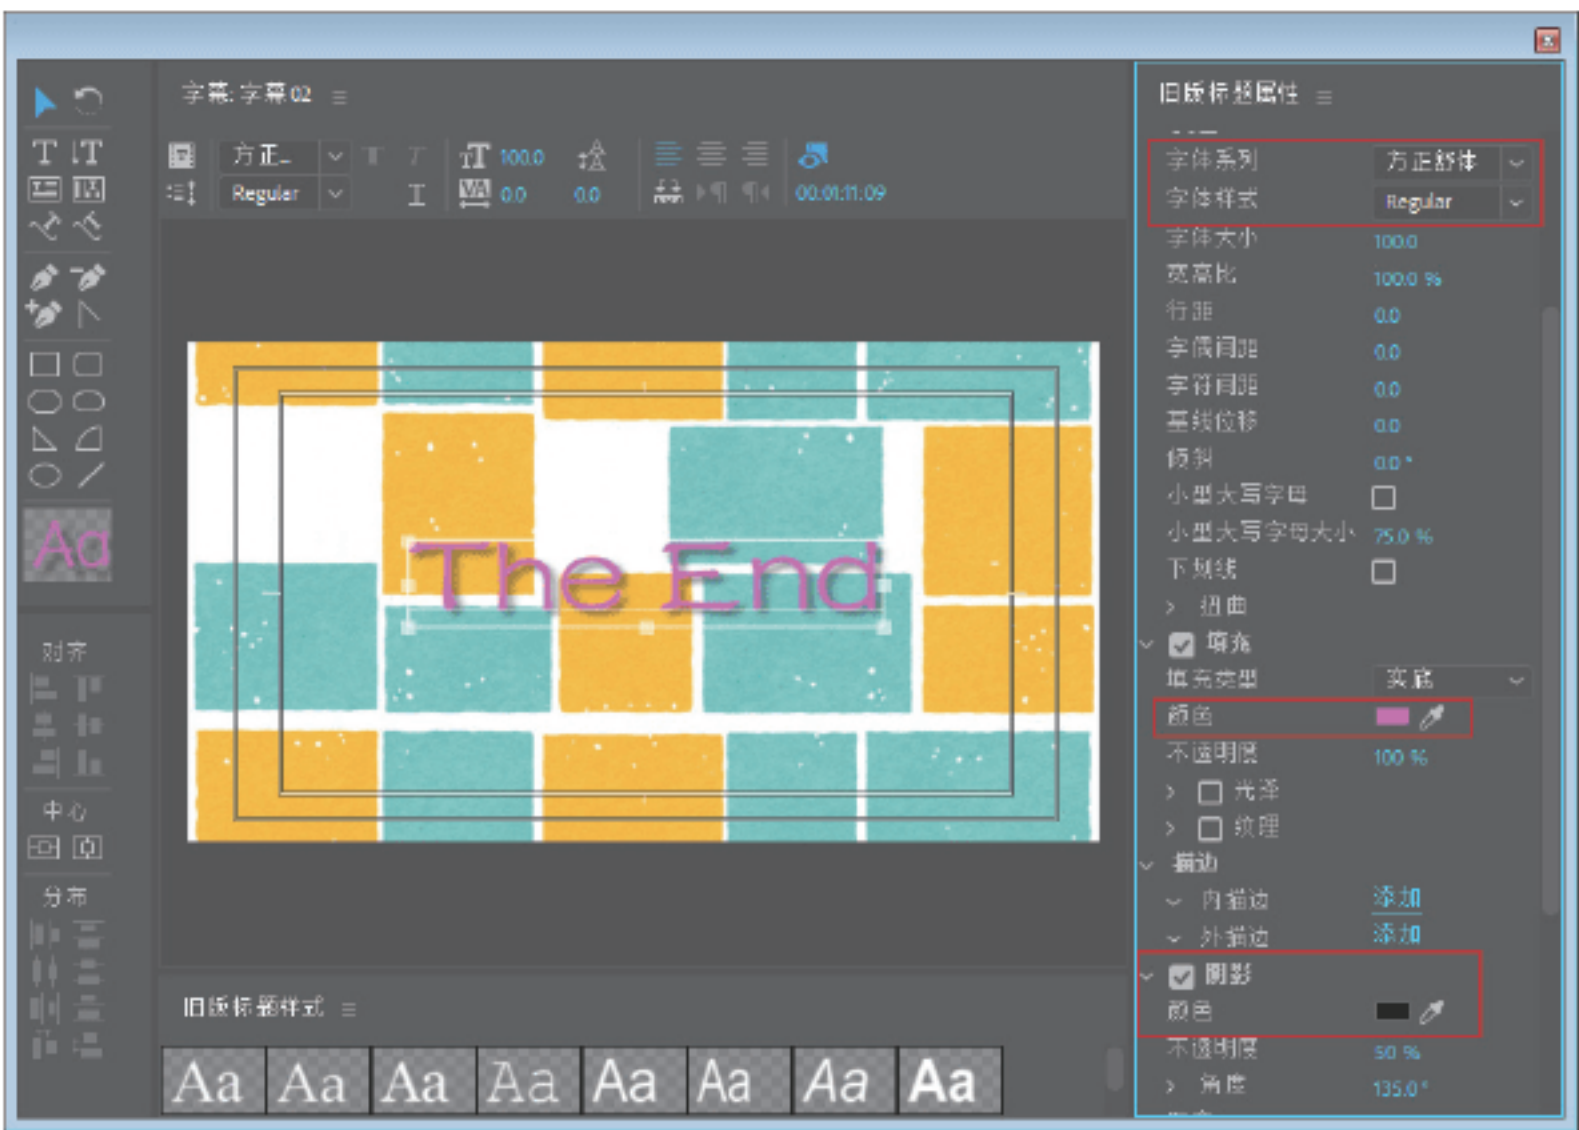 字幕: 字幕 02
方正_
100.0
Regular
0.0
0.0
00:01:11:09
The End
Aa
对齐
中心
分布
旧版标题样式
Aa Aa Aa Aa Aa Aa Aa Aa
旧版标题属性
字体系列 方正舒体
字体样式 Regular
字体大小 100.0
宽高比 100.0 %
行距 0.0
字偶间距 0.0
字符间距 0.0
基线位移 0.0
倾斜 0.0 °
小型大写字母
小型大写字母大小 75.0 %
下划线
扭曲
填充
填充类型 实底
颜色
不透明度 100 %
光泽
纹理
描边
内描边 添加
外描边 添加
阴影
颜色
不透明度 50 %
角度 135.0 °